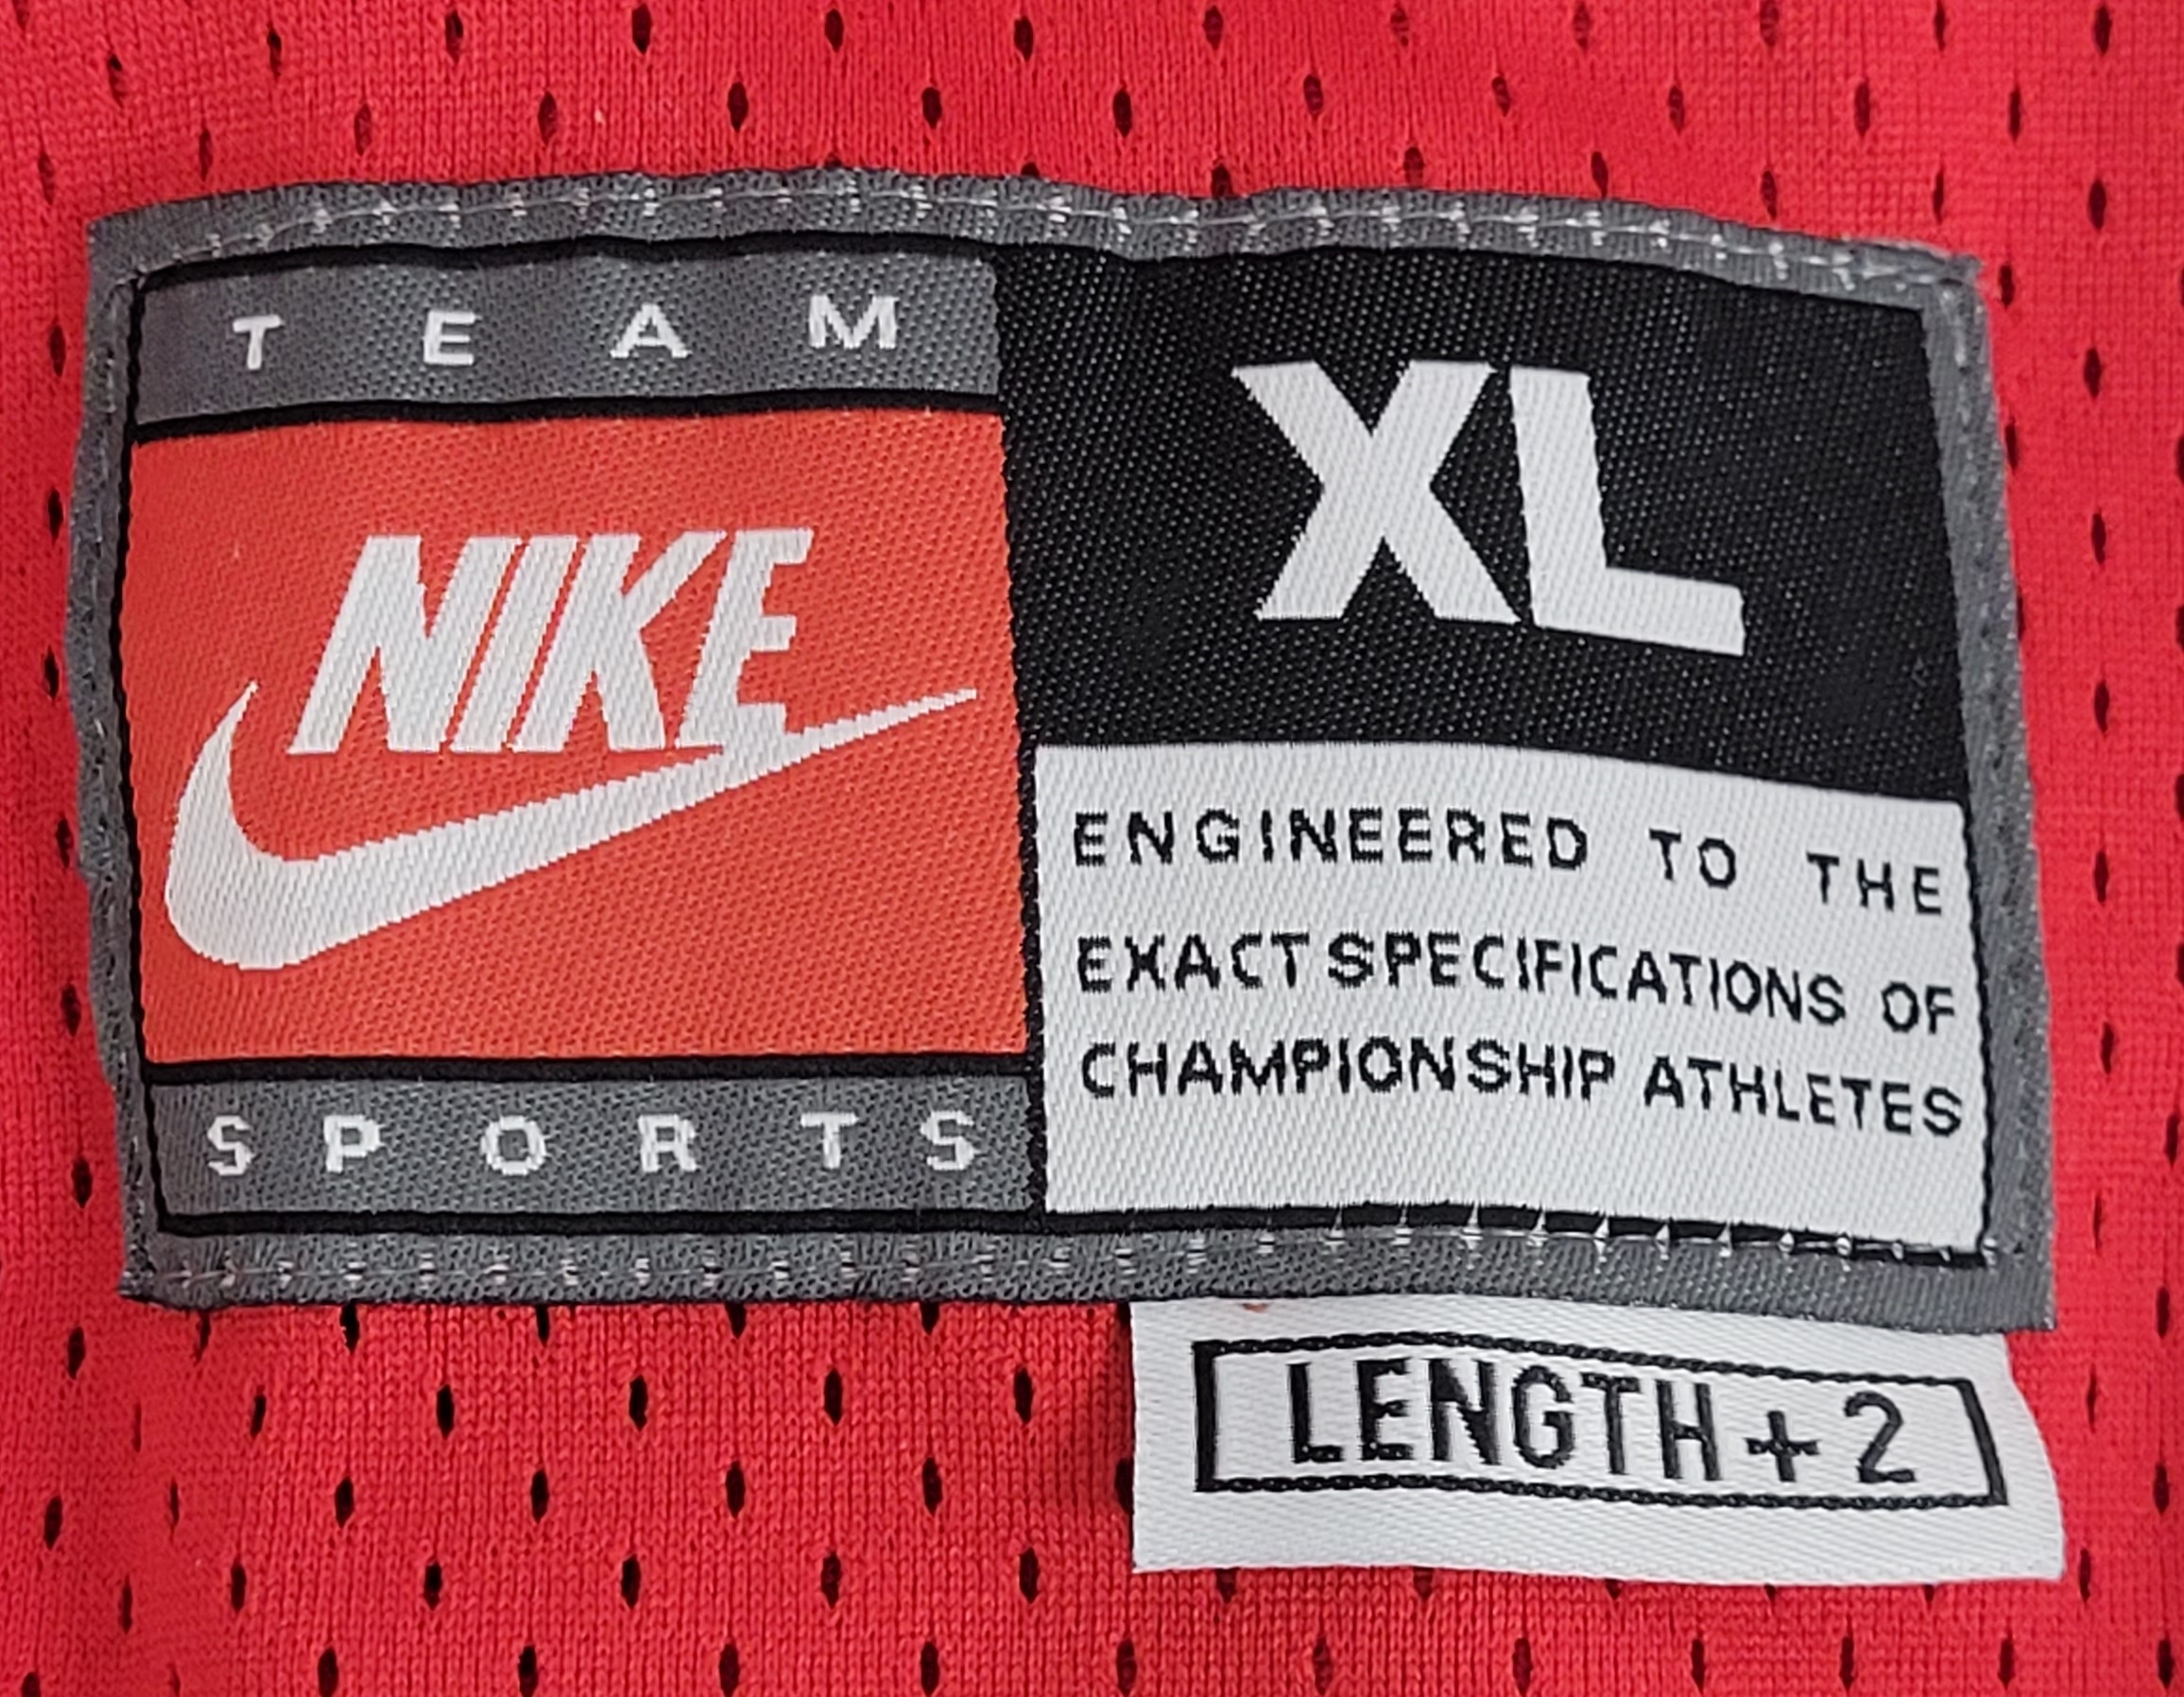 TEAM
NIKE
SPORTS
XL
ENGINEERED TO THE
EXACT SPECIFICATIONS OF
CHAMPIONSHIP ATHLETES
LENGTH + 2